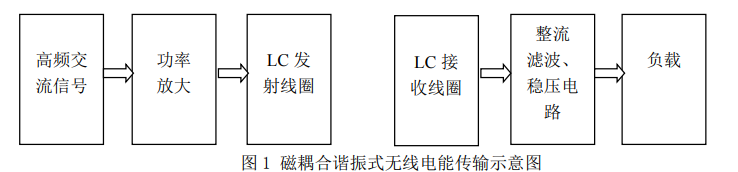 高频交
流信号
功率
放大
LC 发
射线圈
LC 接
收线圈
整流
滤波、
稳压电
路
负载
图 1 磁耦合谐振式无线电能传输示意图